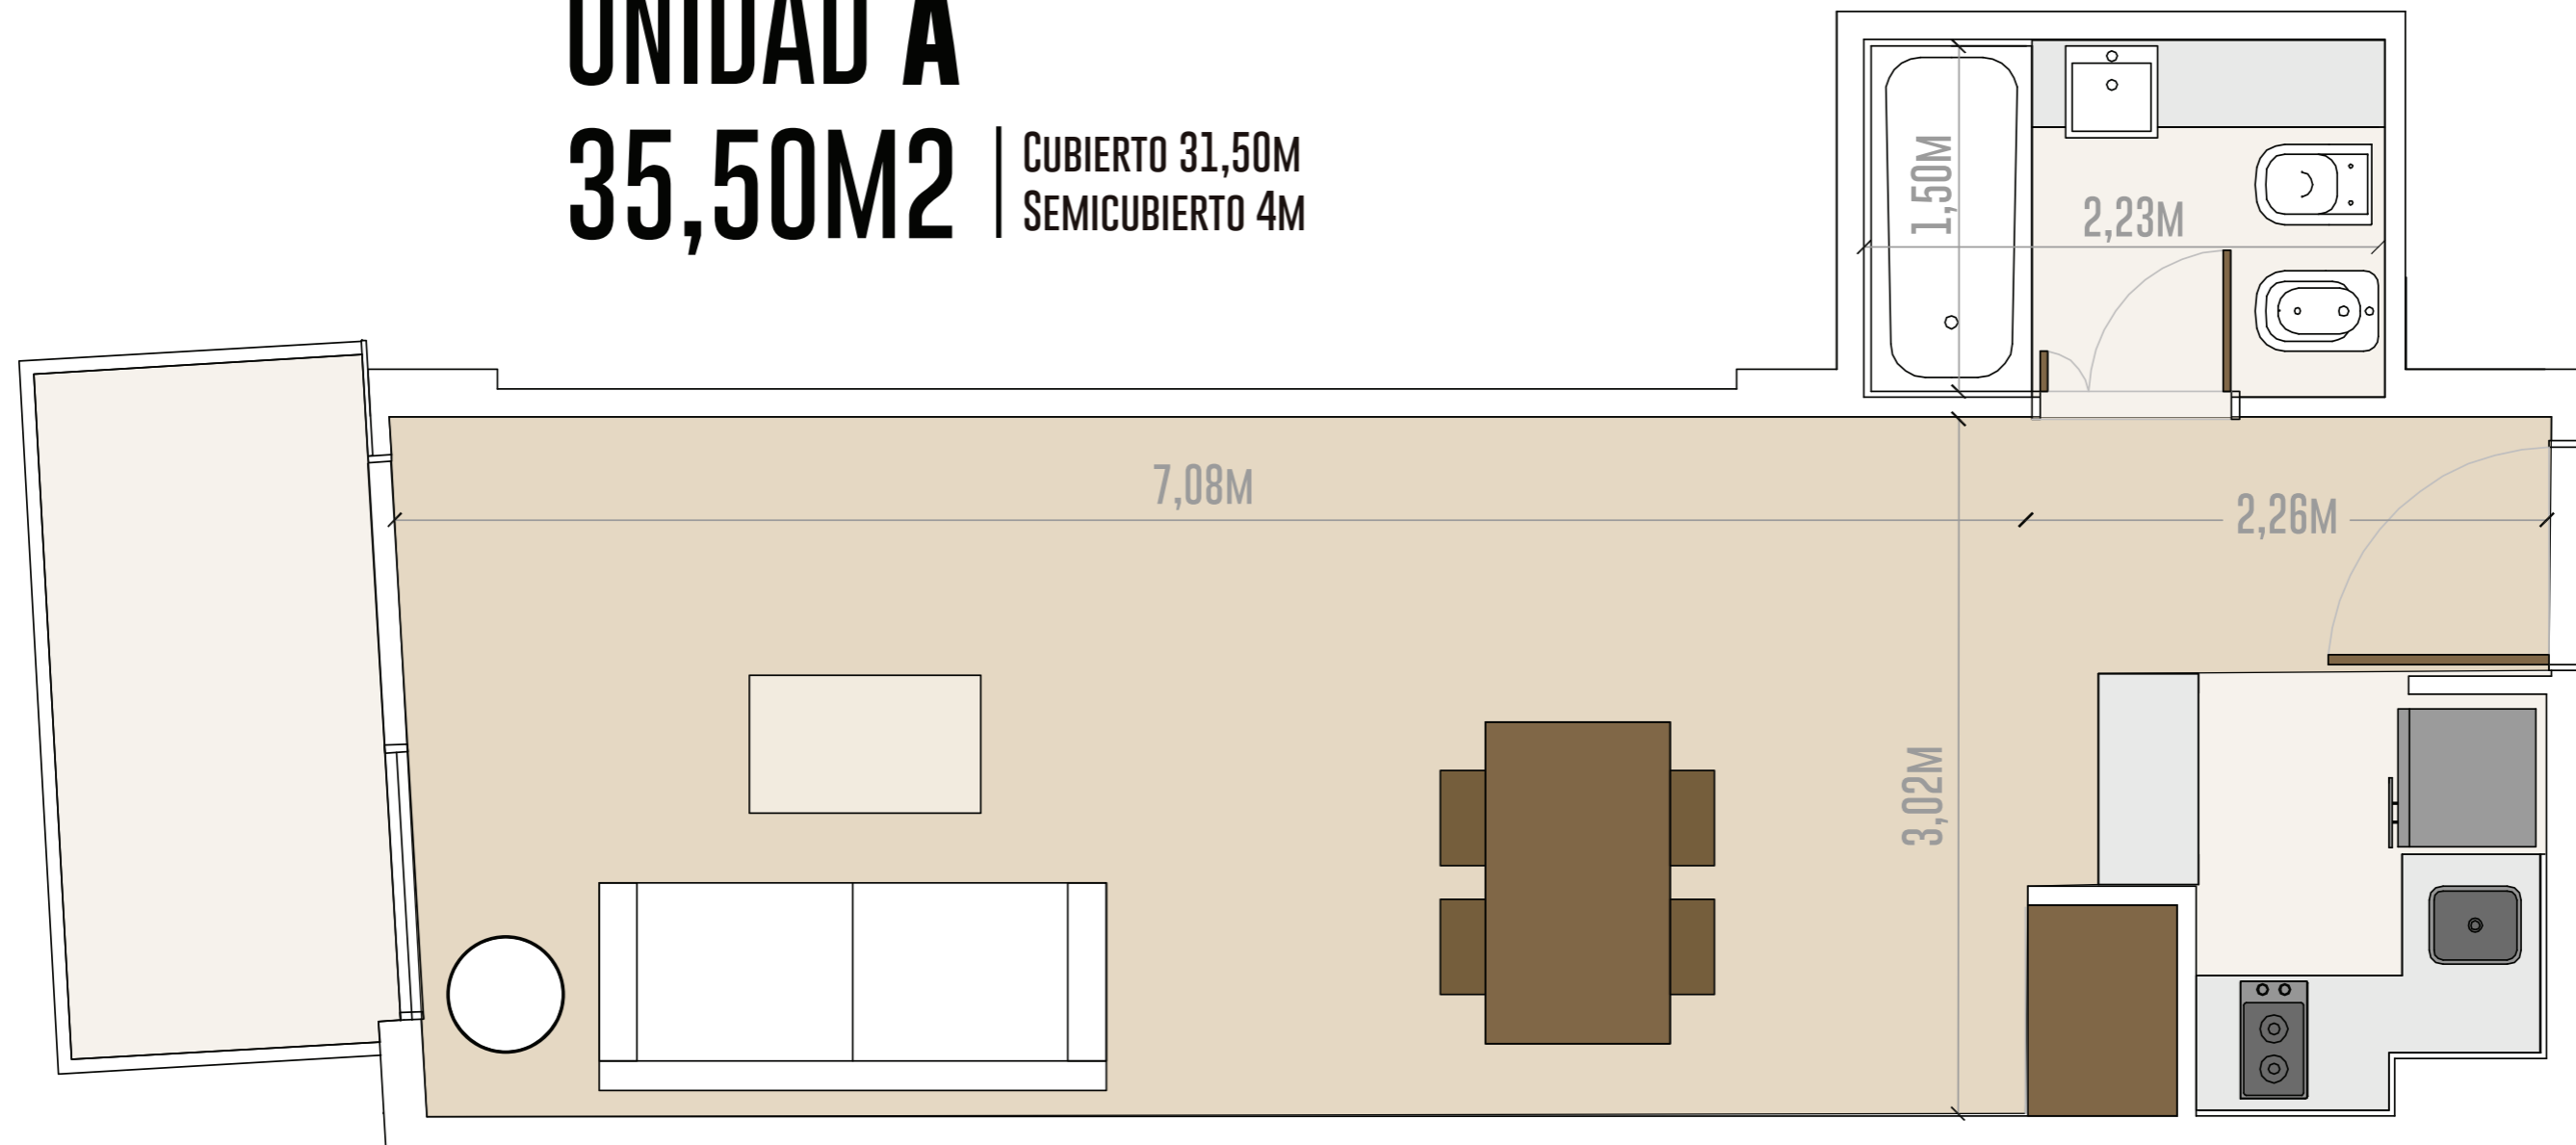 UNIDAD A
35,50M2
CUBIERTO 31,50M
SEMICUBIERTO 4M
1,50M
2,23M
7,08M
2,26M
3,02M